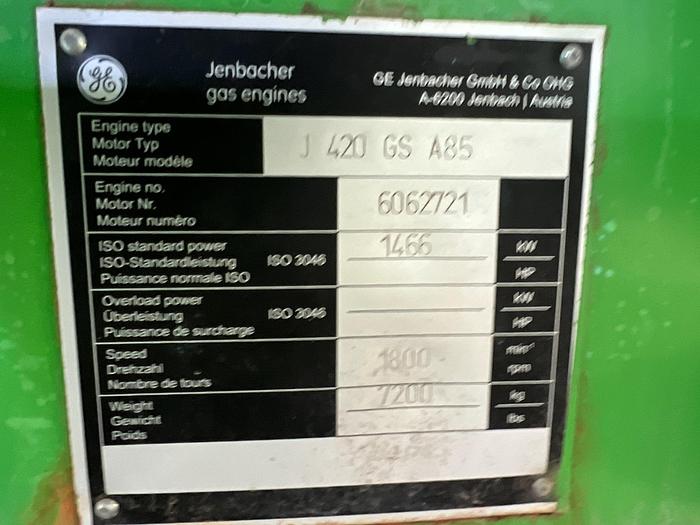 GE
Jenbacher
gas engines
GE Jenbacher GmbH & Co OHG
A-6200 Jenbach | Austria
Engine type
Motor Typ
Moteur modèle
J 420 GS A85
Engine no.
Motor Nr.
Moteur numéro
6062721
ISO standard power
ISO-Standardleistung ISO 3046
Puissance normale ISO
1466
kW
HP
Overload power
Überleistung ISO 3046
Puissance de surcharge
kW
HP
Speed
Drehzahl
Nombre de tours
1800
min⁻¹
rpm
Weight
Gewicht
Poids
7200
kg
lbs